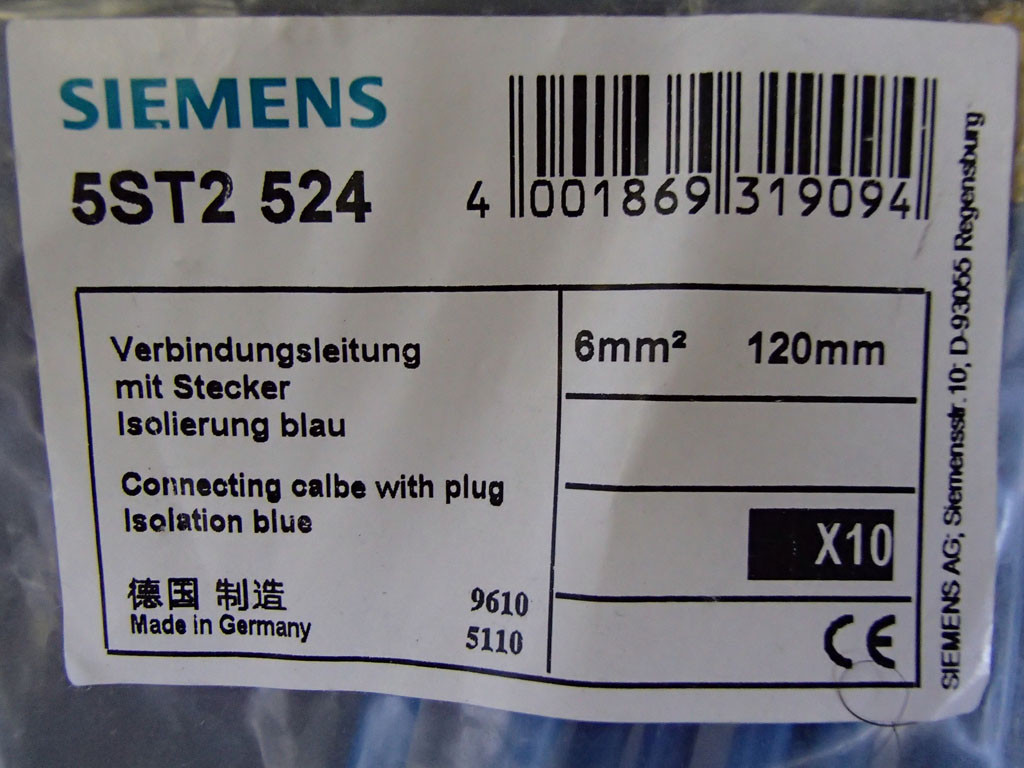 SIEMENS
5ST2 524
4 001869 319094
Verbindungsleitung
mit Stecker
Isolierung blau
Connecting calbe with plug
Isolation blue
德国 制造
Made in Germany
9610
5110
6mm² 120mm
X10
CE
SIEMENS AG; Siemensstr. 10; D-93055 Regensburg